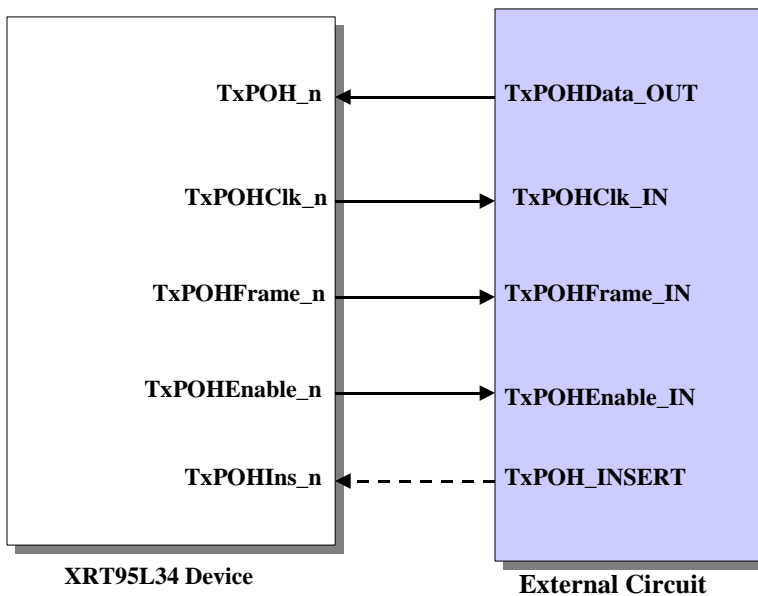 TxPOH_n TxPOHData_OUT
TxPOHClk_n TxPOHClk_IN
TxPOHFrame_n TxPOHFrame_IN
TxPOHEnable_n TxPOHEnable_IN
TxPOHIns_n TxPOH_INSERT
XRT95L34 Device External Circuit